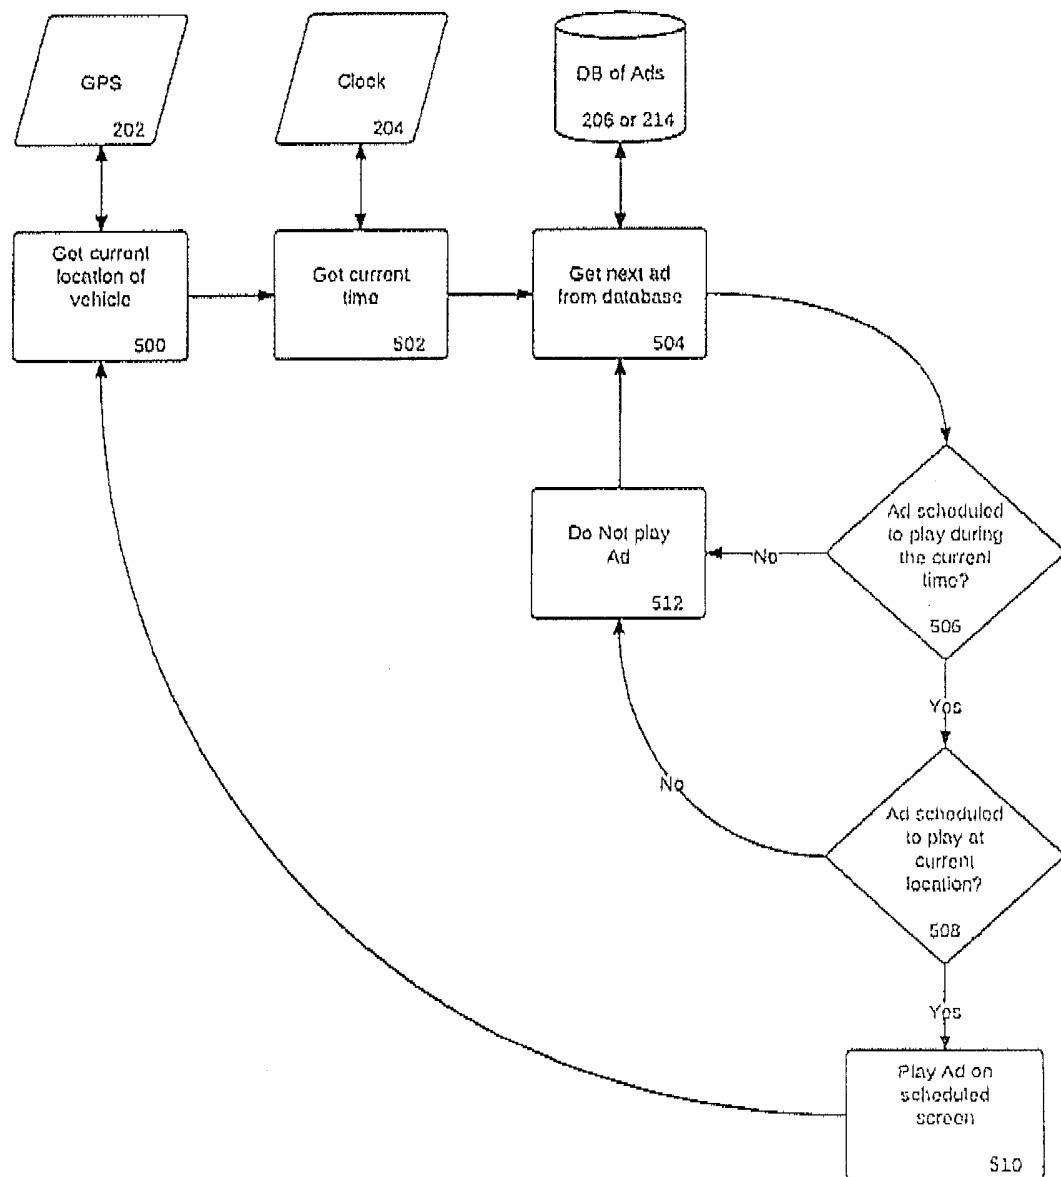 GPS
202
Clock
204
DB of Ads
206 or 214
Get current
location of
vehicle
500
Get current
time
502
Get next ad
from database
504
Ad scheduled
to play during
the current
time?
506
Do Not play
Ad
512
No
Yes
No
Ad scheduled
to play at
current
location?
508
Yes
Play Ad on
scheduled
screen
510